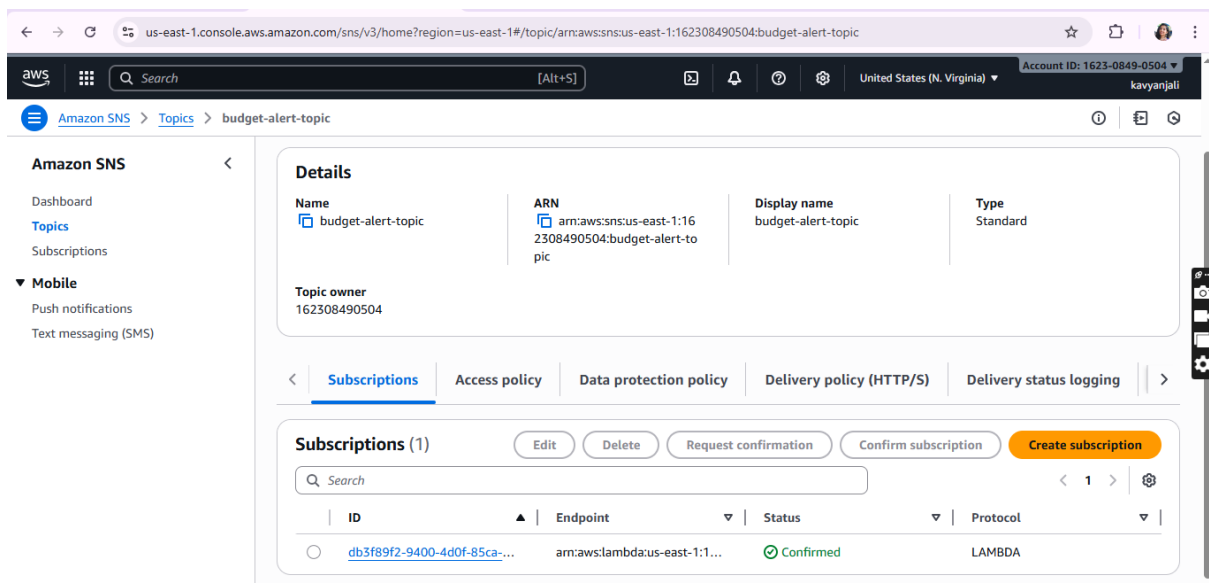 us-east-1.console.aws.amazon.com/sns/v3/home?region=us-east-1#/topic/arn:aws:sns:us-east-1:162308490504:budget-alert-topic
aws Search [Alt+S] United States (N. Virginia) ▼ Account ID: 1623-0849-0504 ▼
kavyanjali
Amazon SNS > Topics > budget-alert-topic
Amazon SNS
Dashboard
Topics
Subscriptions
Mobile
Push notifications
Text messaging (SMS)
Details
Name
budget-alert-topic
ARN
arn:aws:sns:us-east-1:16
2308490504:budget-alert-to
pic
Display name
budget-alert-topic
Type
Standard
Topic owner
162308490504
Subscriptions Access policy Data protection policy Delivery policy (HTTP/S) Delivery status logging
Subscriptions (1) Edit Delete Request confirmation Confirm subscription Create subscription
Search 1
ID Endpoint Status Protocol
db3f89f2-9400-4d0f-85ca-... arn:aws:lambda:us-east-1:1... Confirmed LAMBDA